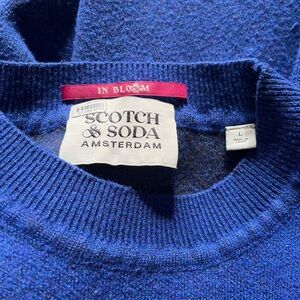 IN BLOOM
SCOTCH
& SODA
AMSTERDAM
L